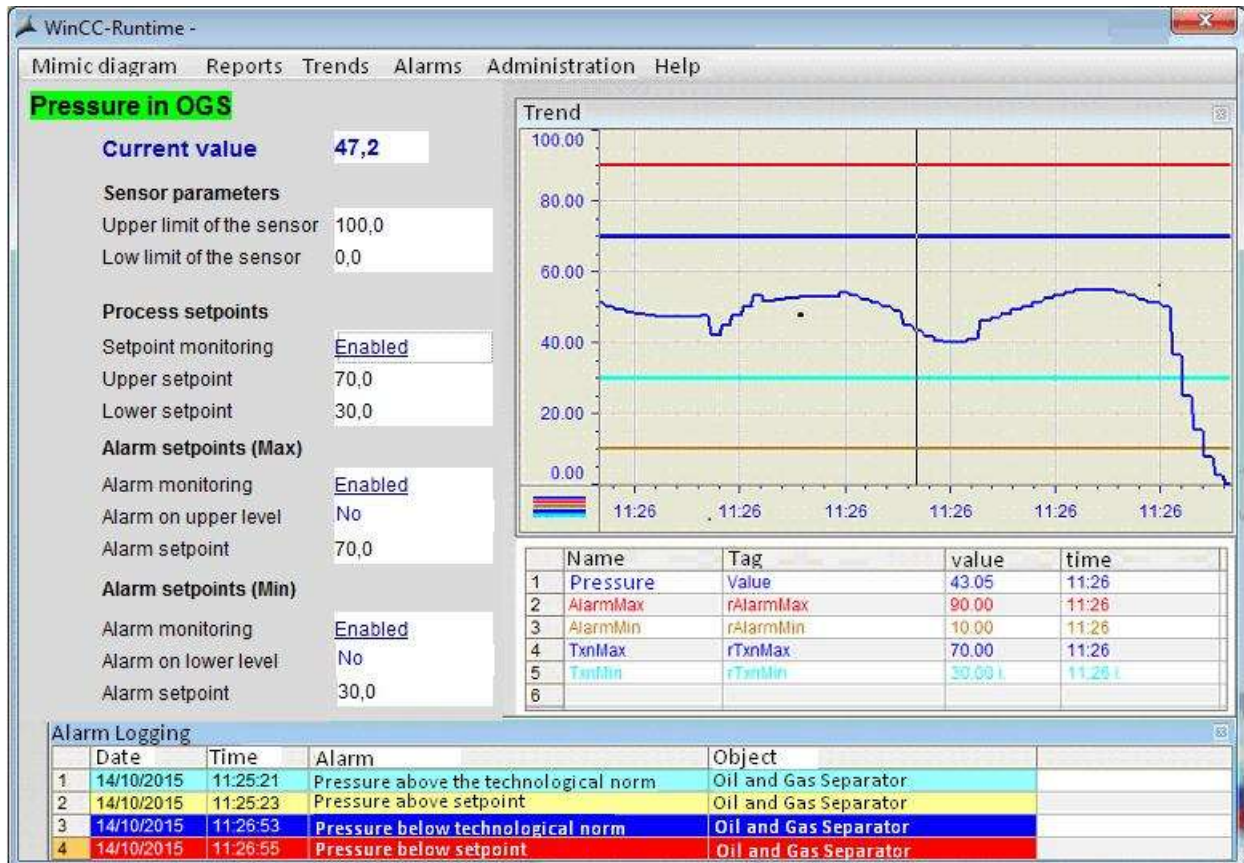 WinCC-Runtime -
Mimic diagram Reports Trends Alarms Administration Help
Pressure in OGS
Current value 47,2
Sensor parameters
Upper limit of the sensor 100,0
Low limit of the sensor 0,0
Process setpoints
Setpoint monitoring Enabled
Upper setpoint 70,0
Lower setpoint 30,0
Alarm setpoints (Max)
Alarm monitoring Enabled
Alarm on upper level No
Alarm setpoint 70,0
Alarm setpoints (Min)
Alarm monitoring Enabled
Alarm on lower level No
Alarm setpoint 30,0
Trend
100.00
80.00
60.00
40.00
20.00
0.00
11:26 11:26 11:26 11:26 11:26 11:26
Name Tag value time
1 Pressure Value 43.05 11:26
2 AlarmMax rAlarmMax 90.00 11:26
3 AlarmMin rAlarmMin 10.00 11:26
4 TxnMax rTxnMax 70.00 11:26
5 TxnMin rTxnMin 30.00 i. 11:26 i.
6
Alarm Logging
Date Time Alarm Object
1 14/10/2015 11:25:21 Pressure above the technological norm Oil and Gas Separator
2 14/10/2015 11:25:23 Pressure above setpoint Oil and Gas Separator
3 14/10/2015 11:26:53 Pressure below technological norm Oil and Gas Separator
4 14/10/2015 11:26:55 Pressure below setpoint Oil and Gas Separator